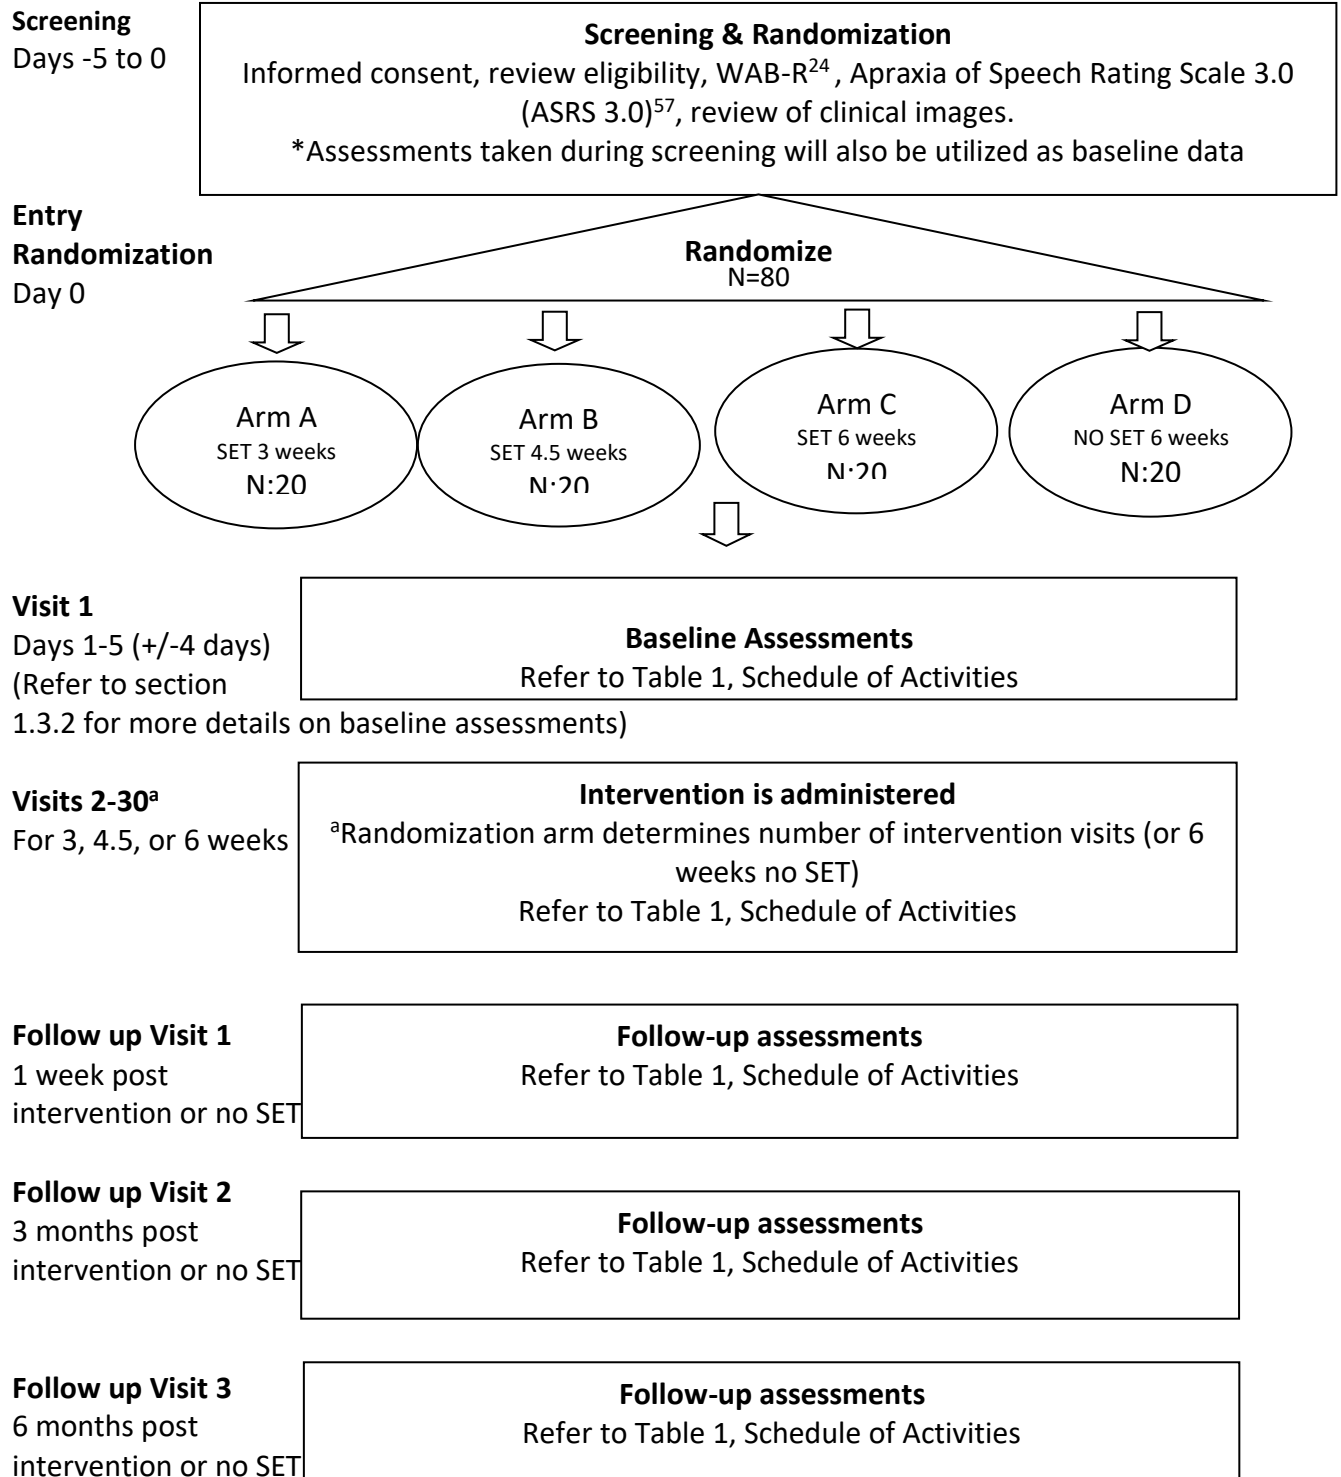 Screening
Days -5 to 0
Screening & Randomization
Informed consent, review eligibility, WAB-R24 , Apraxia of Speech Rating Scale 3.0
(ASRS 3.0)57, review of clinical images.
*Assessments taken during screening will also be utilized as baseline data
Entry
Randomization
Day 0
Randomize
N=80
Arm A
SET 3 weeks
N:20
Arm B
SET 4.5 weeks
N:20
Arm C
SET 6 weeks
N:20
Arm D
NO SET 6 weeks
N:20
Visit 1
Days 1-5 (+/-4 days)
(Refer to section
1.3.2 for more details on baseline assessments)
Baseline Assessments
Refer to Table 1, Schedule of Activities
Visits 2-30a
For 3, 4.5, or 6 weeks
Intervention is administered
aRandomization arm determines number of intervention visits (or 6
weeks no SET)
Refer to Table 1, Schedule of Activities
Follow up Visit 1
1 week post
intervention or no SET
Follow-up assessments
Refer to Table 1, Schedule of Activities
Follow up Visit 2
3 months post
intervention or no SET
Follow-up assessments
Refer to Table 1, Schedule of Activities
Follow up Visit 3
6 months post
intervention or no SET
Follow-up assessments
Refer to Table 1, Schedule of Activities